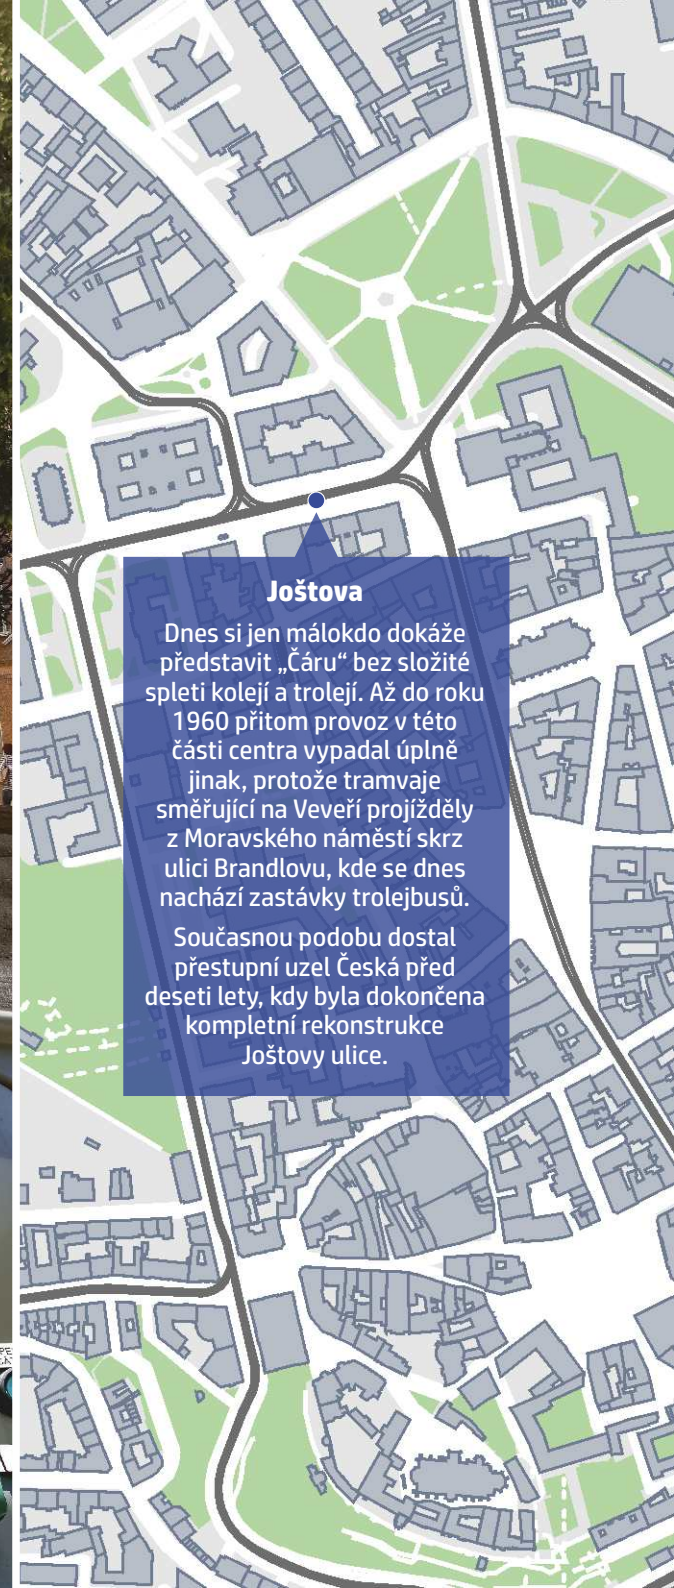 Joštova
Dnes si jen málokdo dokáže
představit „Čáru“ bez složité
spleti kolejí a trolejí. Až do roku
1960 přitom provoz v této
části centra vypadal úplně
jinak, protože tramvaje
směřující na Veveří projížděly
z Moravského náměstí skrz
ulici Brandlovu, kde se dnes
nachází zastávky trolejbusů.
Současnou podobu dostal
přestupní uzel Česká před
deseti lety, kdy byla dokončena
kompletní rekonstrukce
Joštovy ulice.